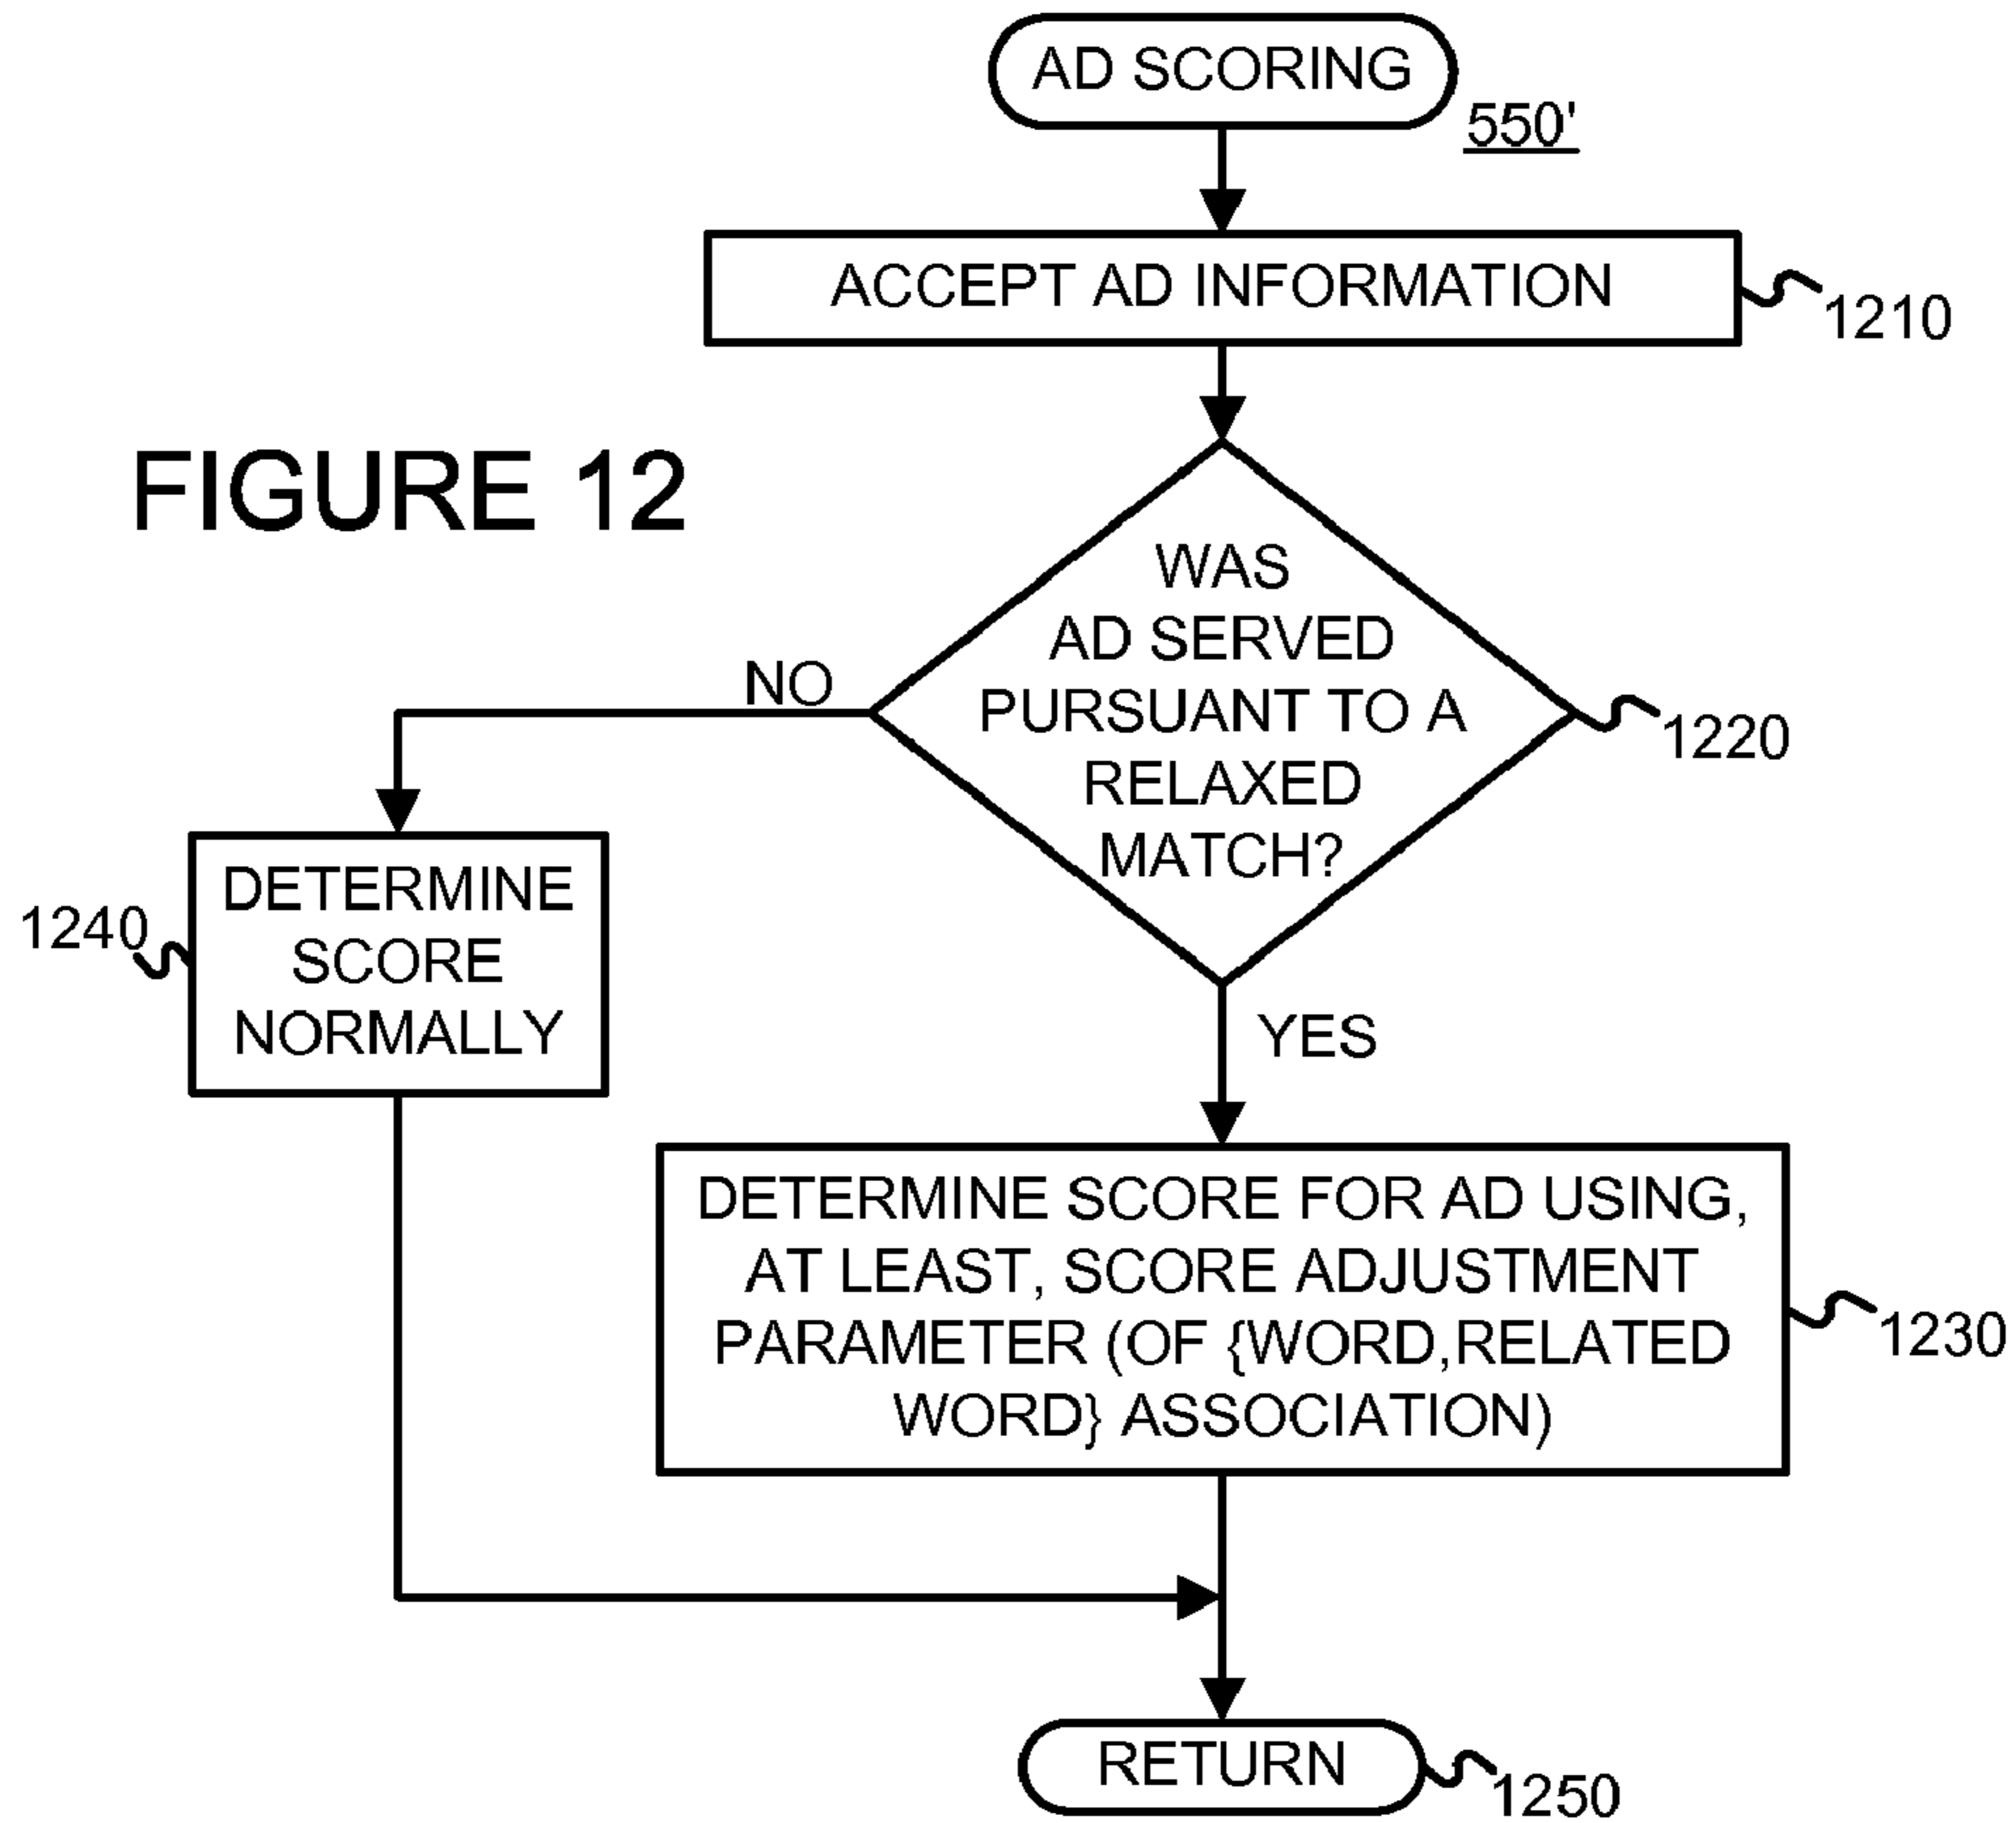 AD SCORING
550'
ACCEPT AD INFORMATION
1210
FIGURE 12
WAS
AD SERVED
PURSUANT TO A
RELAXED
MATCH?
1220
NO
YES
DETERMINE
SCORE
NORMALLY
1240
DETERMINE SCORE FOR AD USING,
AT LEAST, SCORE ADJUSTMENT
PARAMETER (OF {WORD,RELATED
WORD} ASSOCIATION)
1230
RETURN
1250